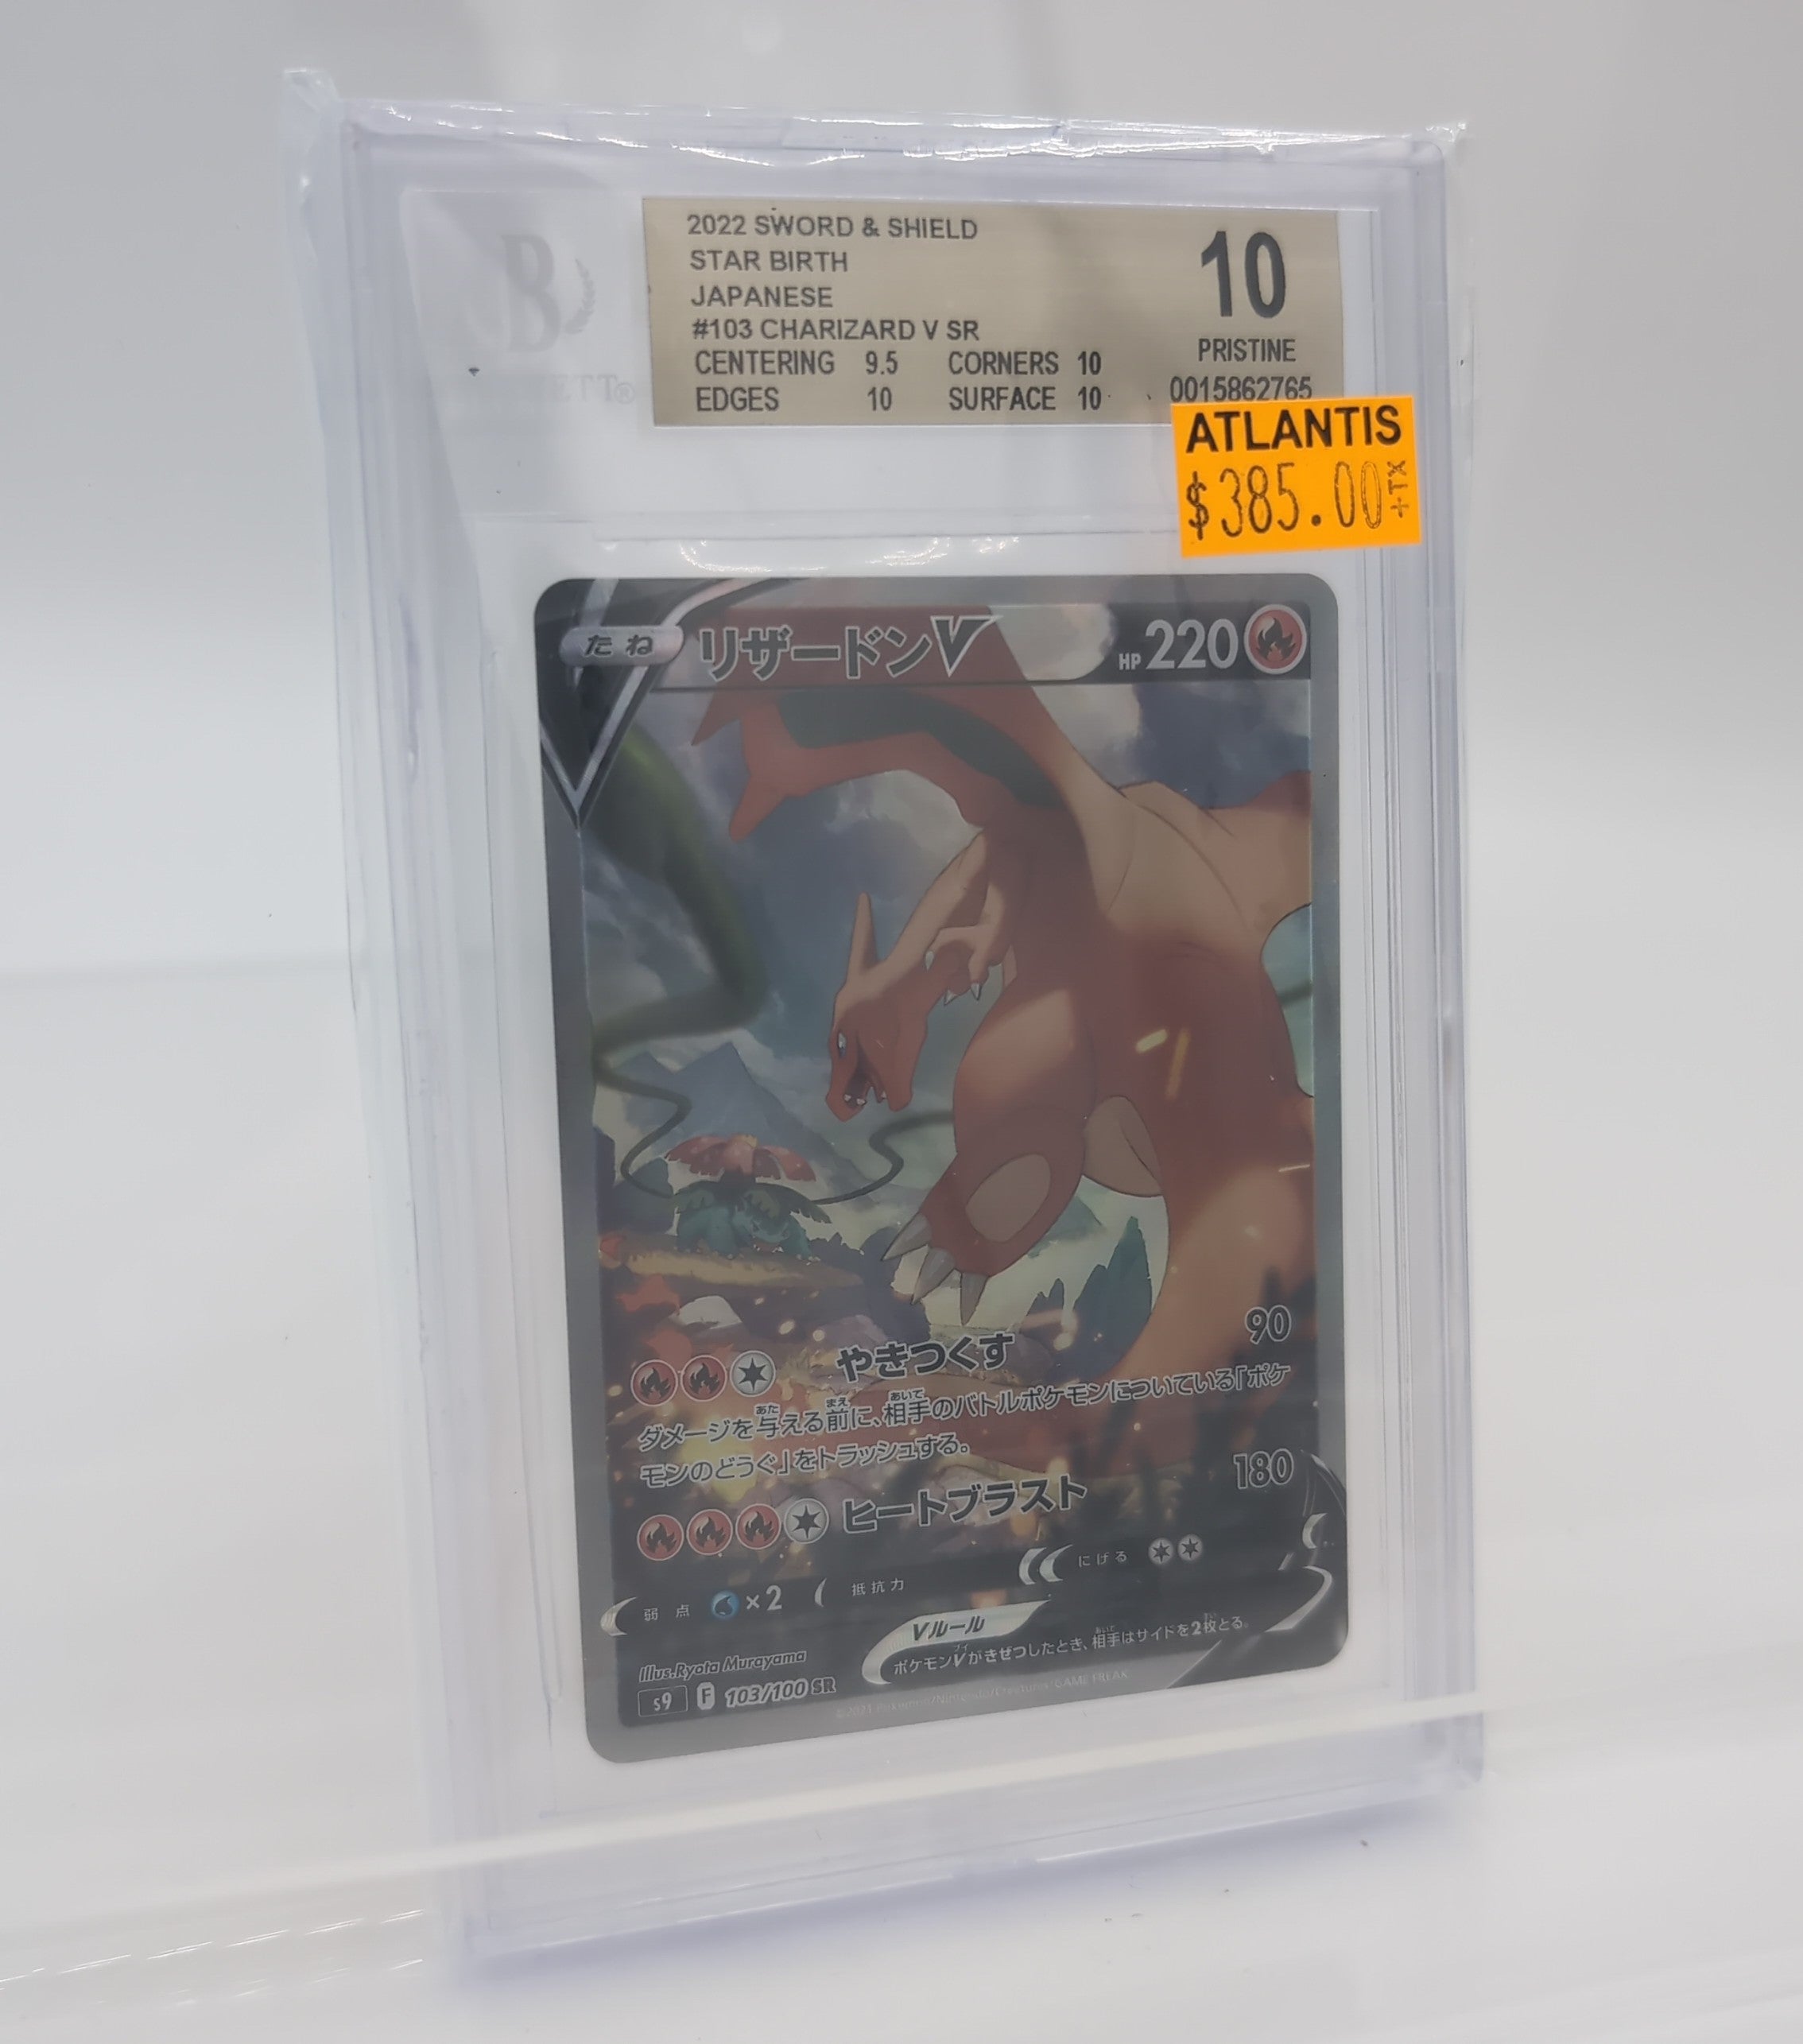 2022 SWORD & SHIELD
STAR BIRTH
JAPANESE
#103 CHARIZARD V SR
CENTERING 9.5 CORNERS 10
EDGES 10 SURFACE 10
10
PRISTINE
0015862765
ATLANTIS
$385.00+TX
たね リザードンV HP220
やきつくす 90
ダメージを与える前に、相手のバトルポケモンについている「ポケ
モンのどうぐ」をトラッシュする。
ヒートブラスト 180
弱点 ×2 抵抗力 にげる
Vルール
ポケモンVがきぜつしたとき、相手はサイドを2枚とる。
Illus.Ryota Murayama
s9 F 103/100 SR